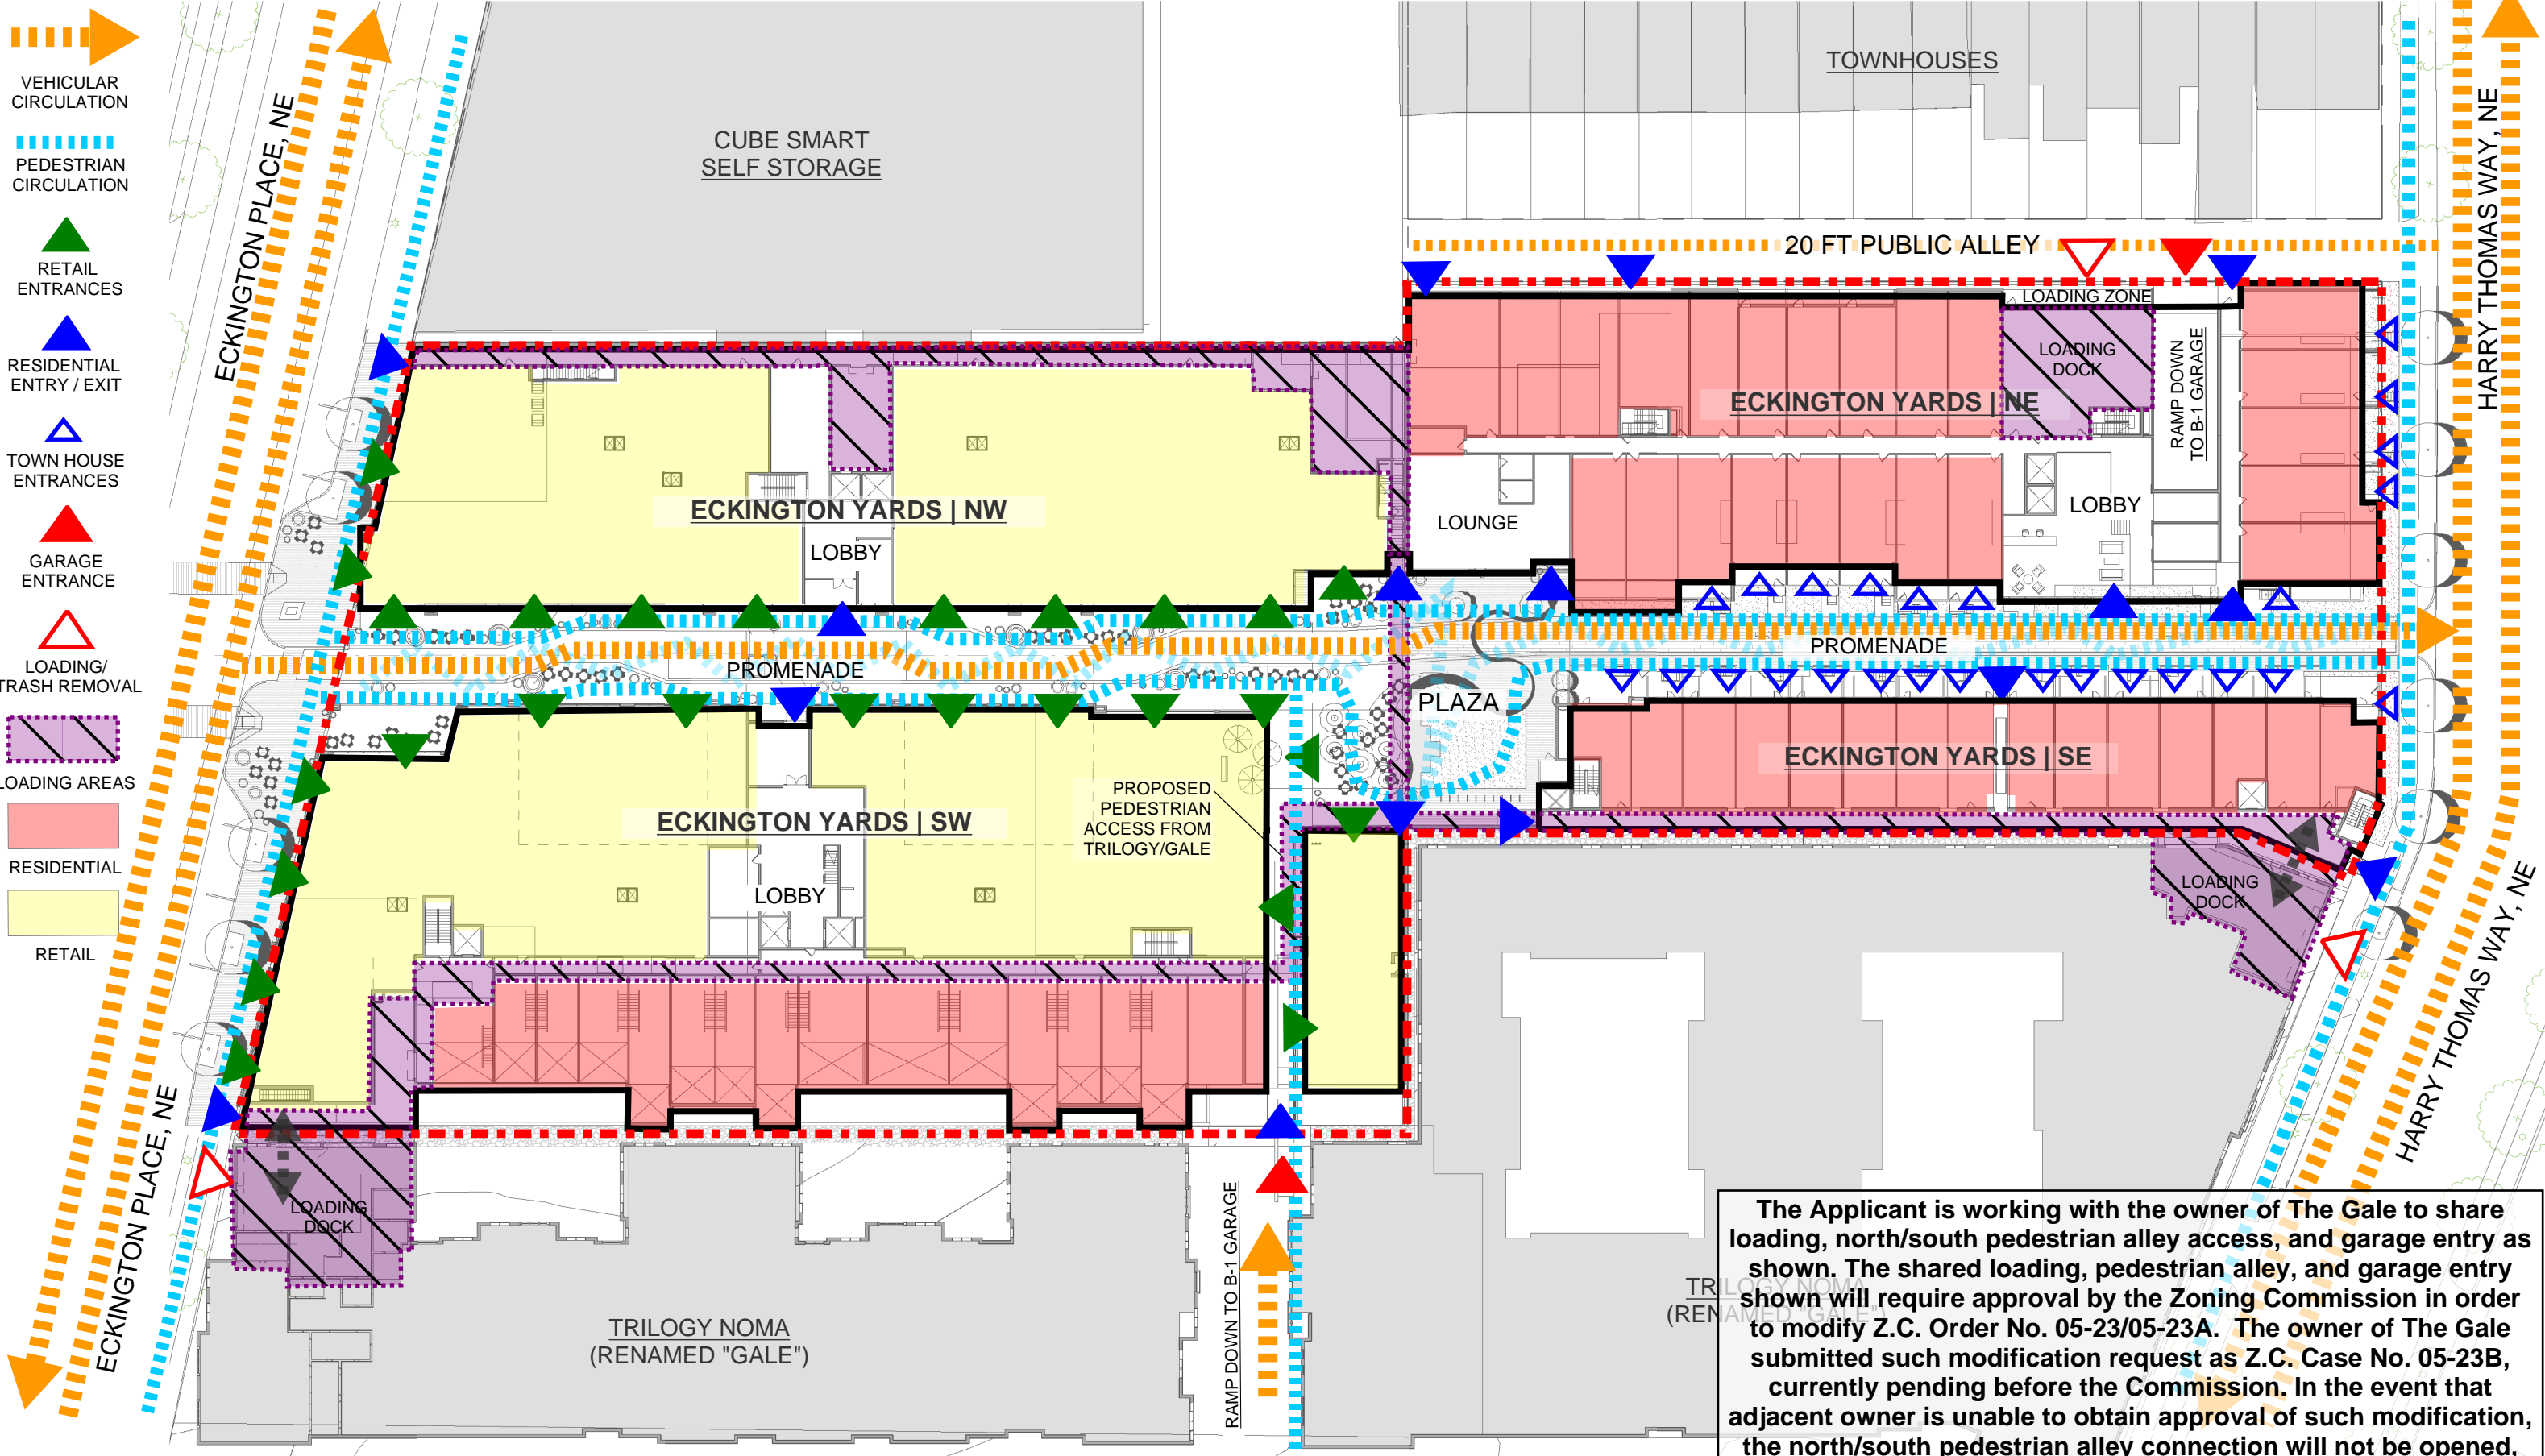 VEHICULAR
CIRCULATION
PEDESTRIAN
CIRCULATION
RETAIL
ENTRANCES
RESIDENTIAL
ENTRY / EXIT
TOWN HOUSE
ENTRANCES
GARAGE
ENTRANCE
LOADING/
TRASH REMOVAL
LOADING AREAS
RESIDENTIAL
RETAIL
ECKINGTON PLACE, NE
CUBE SMART
SELF STORAGE
TOWNHOUSES
HARRY THOMAS WAY, NE
20 FT PUBLIC ALLEY
LOADING ZONE
LOADING
DOCK
RAMP DOWN
TO B-1 GARAGE
ECKINGTON YARDS | NE
ECKINGTON YARDS | NW
LOBBY
LOUNGE
LOBBY
PROMENADE
PROMENADE
PLAZA
ECKINGTON YARDS | SE
ECKINGTON YARDS | SW
PROPOSED
PEDESTRIAN
ACCESS FROM
TRILOGY/GALE
LOBBY
LOADING
DOCK
HARRY THOMAS WAY, NE
ECKINGTON PLACE, NE
LOADING
DOCK
RAMP DOWN TO B-1 GARAGE
TRILOGY NOMA
(RENAMED "GALE")
TRILOGY NOMA
(RENAMED "GALE")
The Applicant is working with the owner of The Gale to share
loading, north/south pedestrian alley access, and garage entry as
shown. The shared loading, pedestrian alley, and garage entry
shown will require approval by the Zoning Commission in order
to modify Z.C. Order No. 05-23/05-23A. The owner of The Gale
submitted such modification request as Z.C. Case No. 05-23B,
currently pending before the Commission. In the event that
adjacent owner is unable to obtain approval of such modification,
the north/south pedestrian alley connection will not be opened,